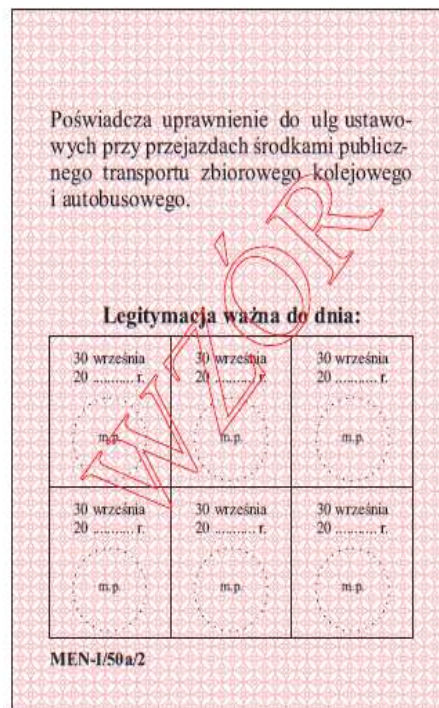 Poświadcza uprawnienie do ulg ustawo-
wych przy przejazdach środkami publicz-
nego transportu zbiorowego kolejowego
i autobusowego.
Legitymacja ważna do dnia:
30 września 30 września 30 września
20 ........... r. 20 ........... r. 20 ........... r.
m.p. m.p. m.p.
30 września 30 września 30 września
20 ........... r. 20 ........... r. 20 ........... r.
m.p. m.p. m.p.
MEN-I/50a/2
WZÓR